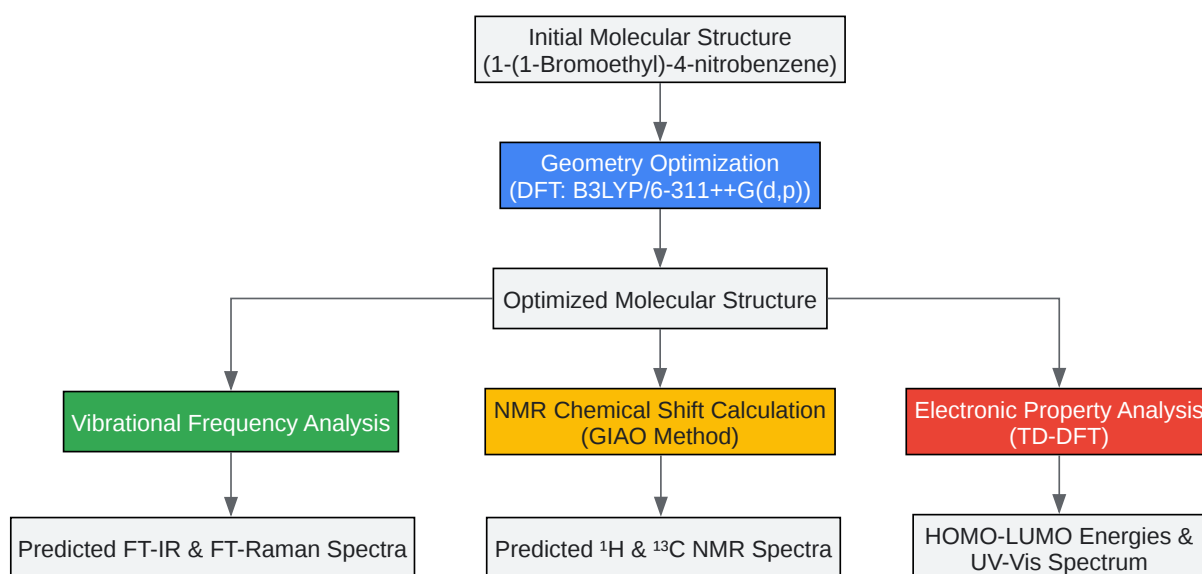 Initial Molecular Structure
(1-(1-Bromoethyl)-4-nitrobenzene)
Geometry Optimization
(DFT: B3LYP/6-311++G(d,p))
Optimized Molecular Structure
Vibrational Frequency Analysis
NMR Chemical Shift Calculation
(GIAO Method)
Electronic Property Analysis
(TD-DFT)
Predicted FT-IR & FT-Raman Spectra
Predicted ¹H & ¹³C NMR Spectra
HOMO-LUMO Energies &
UV-Vis Spectrum